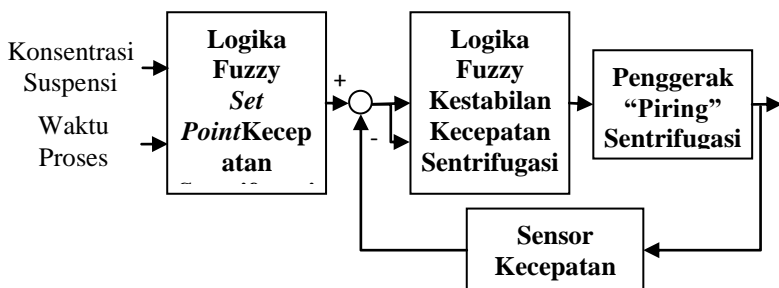 Konsentrasi
Suspensi
Waktu
Proses
Logika
Fuzzy
Set
PointKecep
atan
+
-
Logika
Fuzzy
Kestabilan
Kecepatan
Sentrifugasi
Penggerak
“Piring”
Sentrifugasi
Sensor
Kecepatan